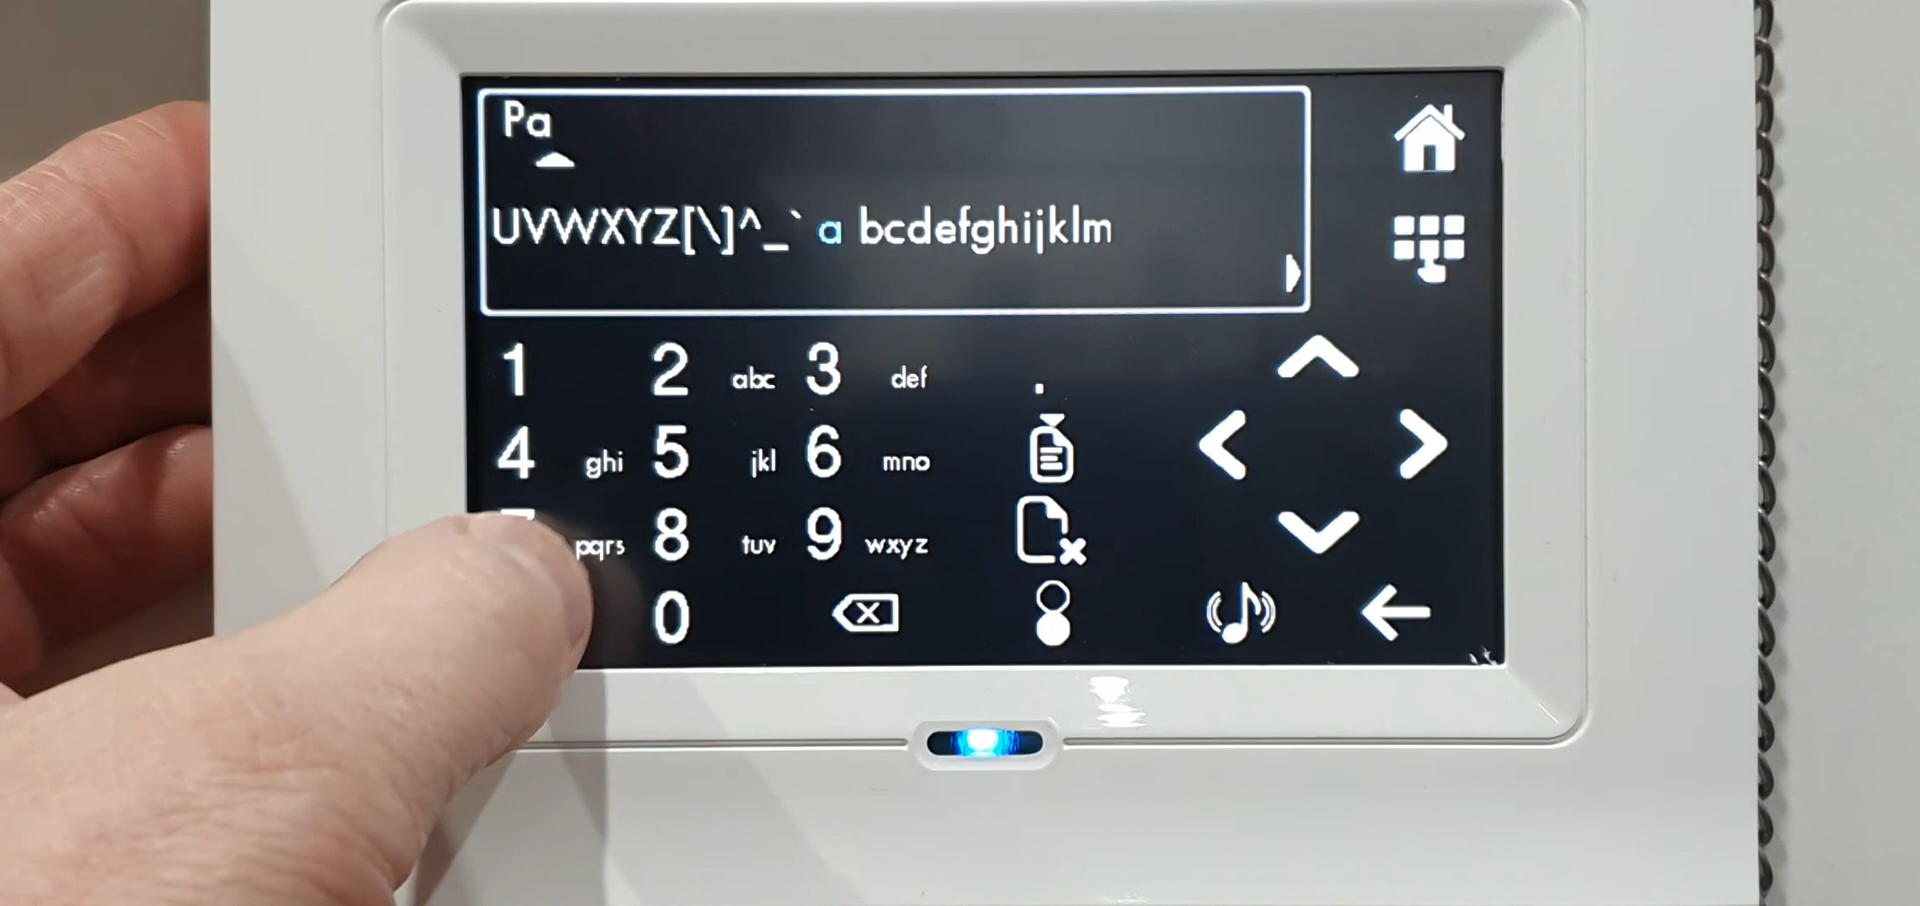 Pa
UVWXYZ[\]^_` a bcdefghijklm
1 2 abc 3 def .
4 ghi 5 jkl 6 mno
pqrs 8 tuv 9 wxyz
0